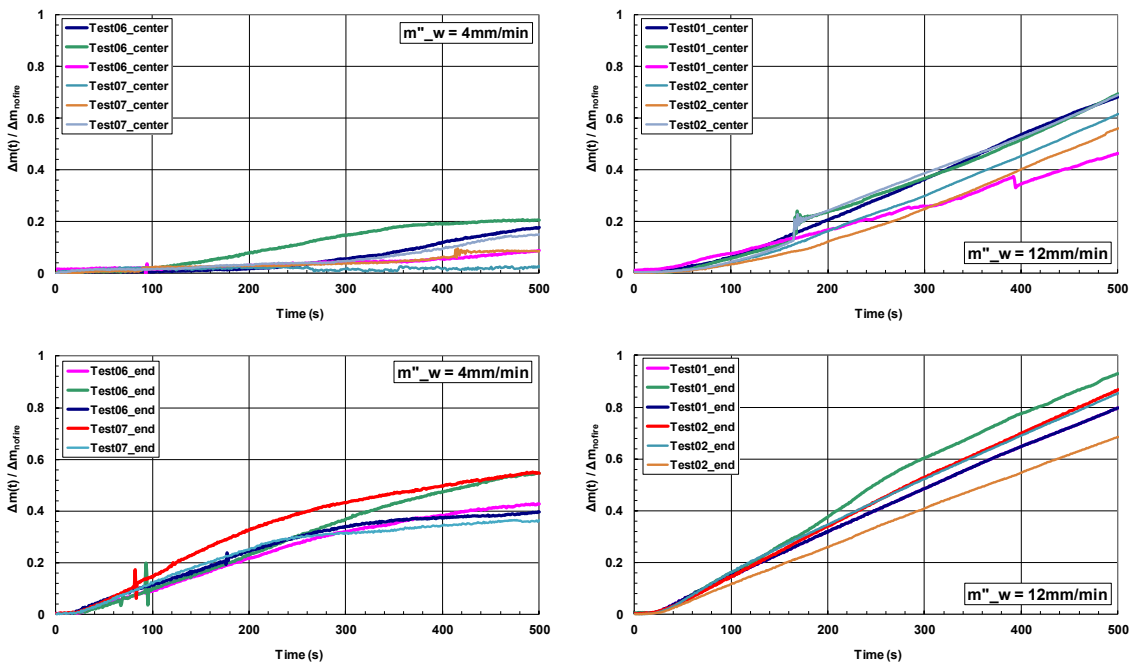 1
0.8
0.6
0.4
0.2
0
Δm(t) / Δm_nofire
Test06_center
Test06_center
Test06_center
Test07_center
Test07_center
Test07_center
m"_w = 4mm/min
0 100 200 300 400 500
Time (s)
1
0.8
0.6
0.4
0.2
0
Δm(t) / Δm_nofire
Test01_center
Test01_center
Test01_center
Test02_center
Test02_center
Test02_center
m"_w = 12mm/min
0 100 200 300 400 500
Time (s)
1
0.8
0.6
0.4
0.2
0
Δm(t) / Δm_nofire
Test06_end
Test06_end
Test06_end
Test07_end
Test07_end
m"_w = 4mm/min
0 100 200 300 400 500
Time (s)
1
0.8
0.6
0.4
0.2
0
Δm(t) / Δm_nofire
Test01_end
Test01_end
Test01_end
Test02_end
Test02_end
Test02_end
m"_w = 12mm/min
0 100 200 300 400 500
Time (s)